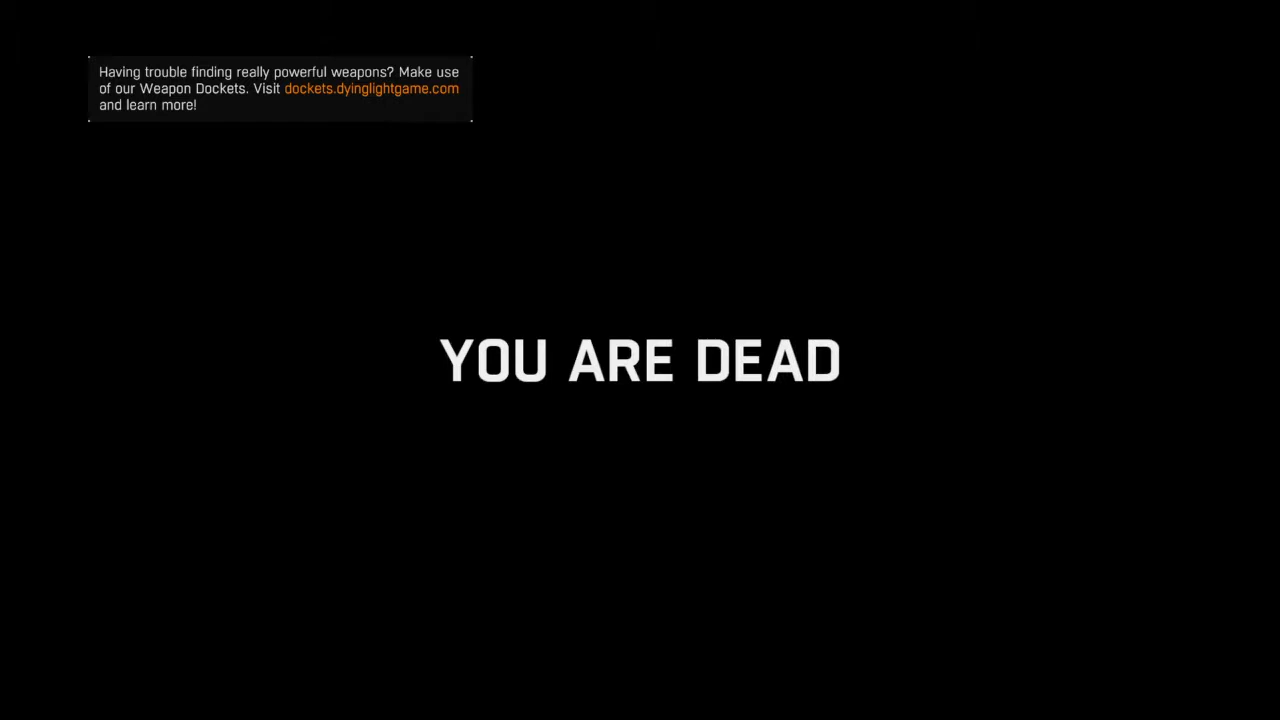 Having trouble finding really powerful weapons? Make use
of our Weapon Dockets. Visit dockets.dyinglightgame.com
and learn more!
YOU ARE DEAD